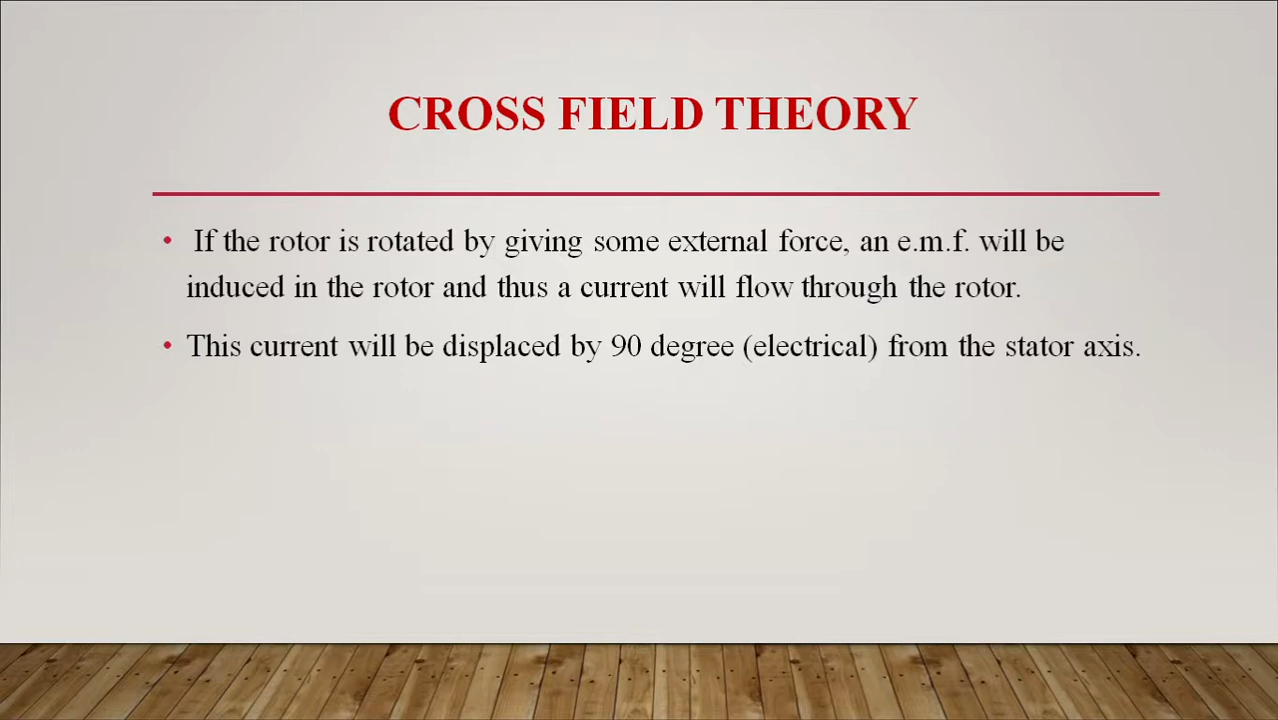 CROSS FIELD THEORY
• If the rotor is rotated by giving some external force, an e.m.f. will be
induced in the rotor and thus a current will flow through the rotor.
• This current will be displaced by 90 degree (electrical) from the stator axis.